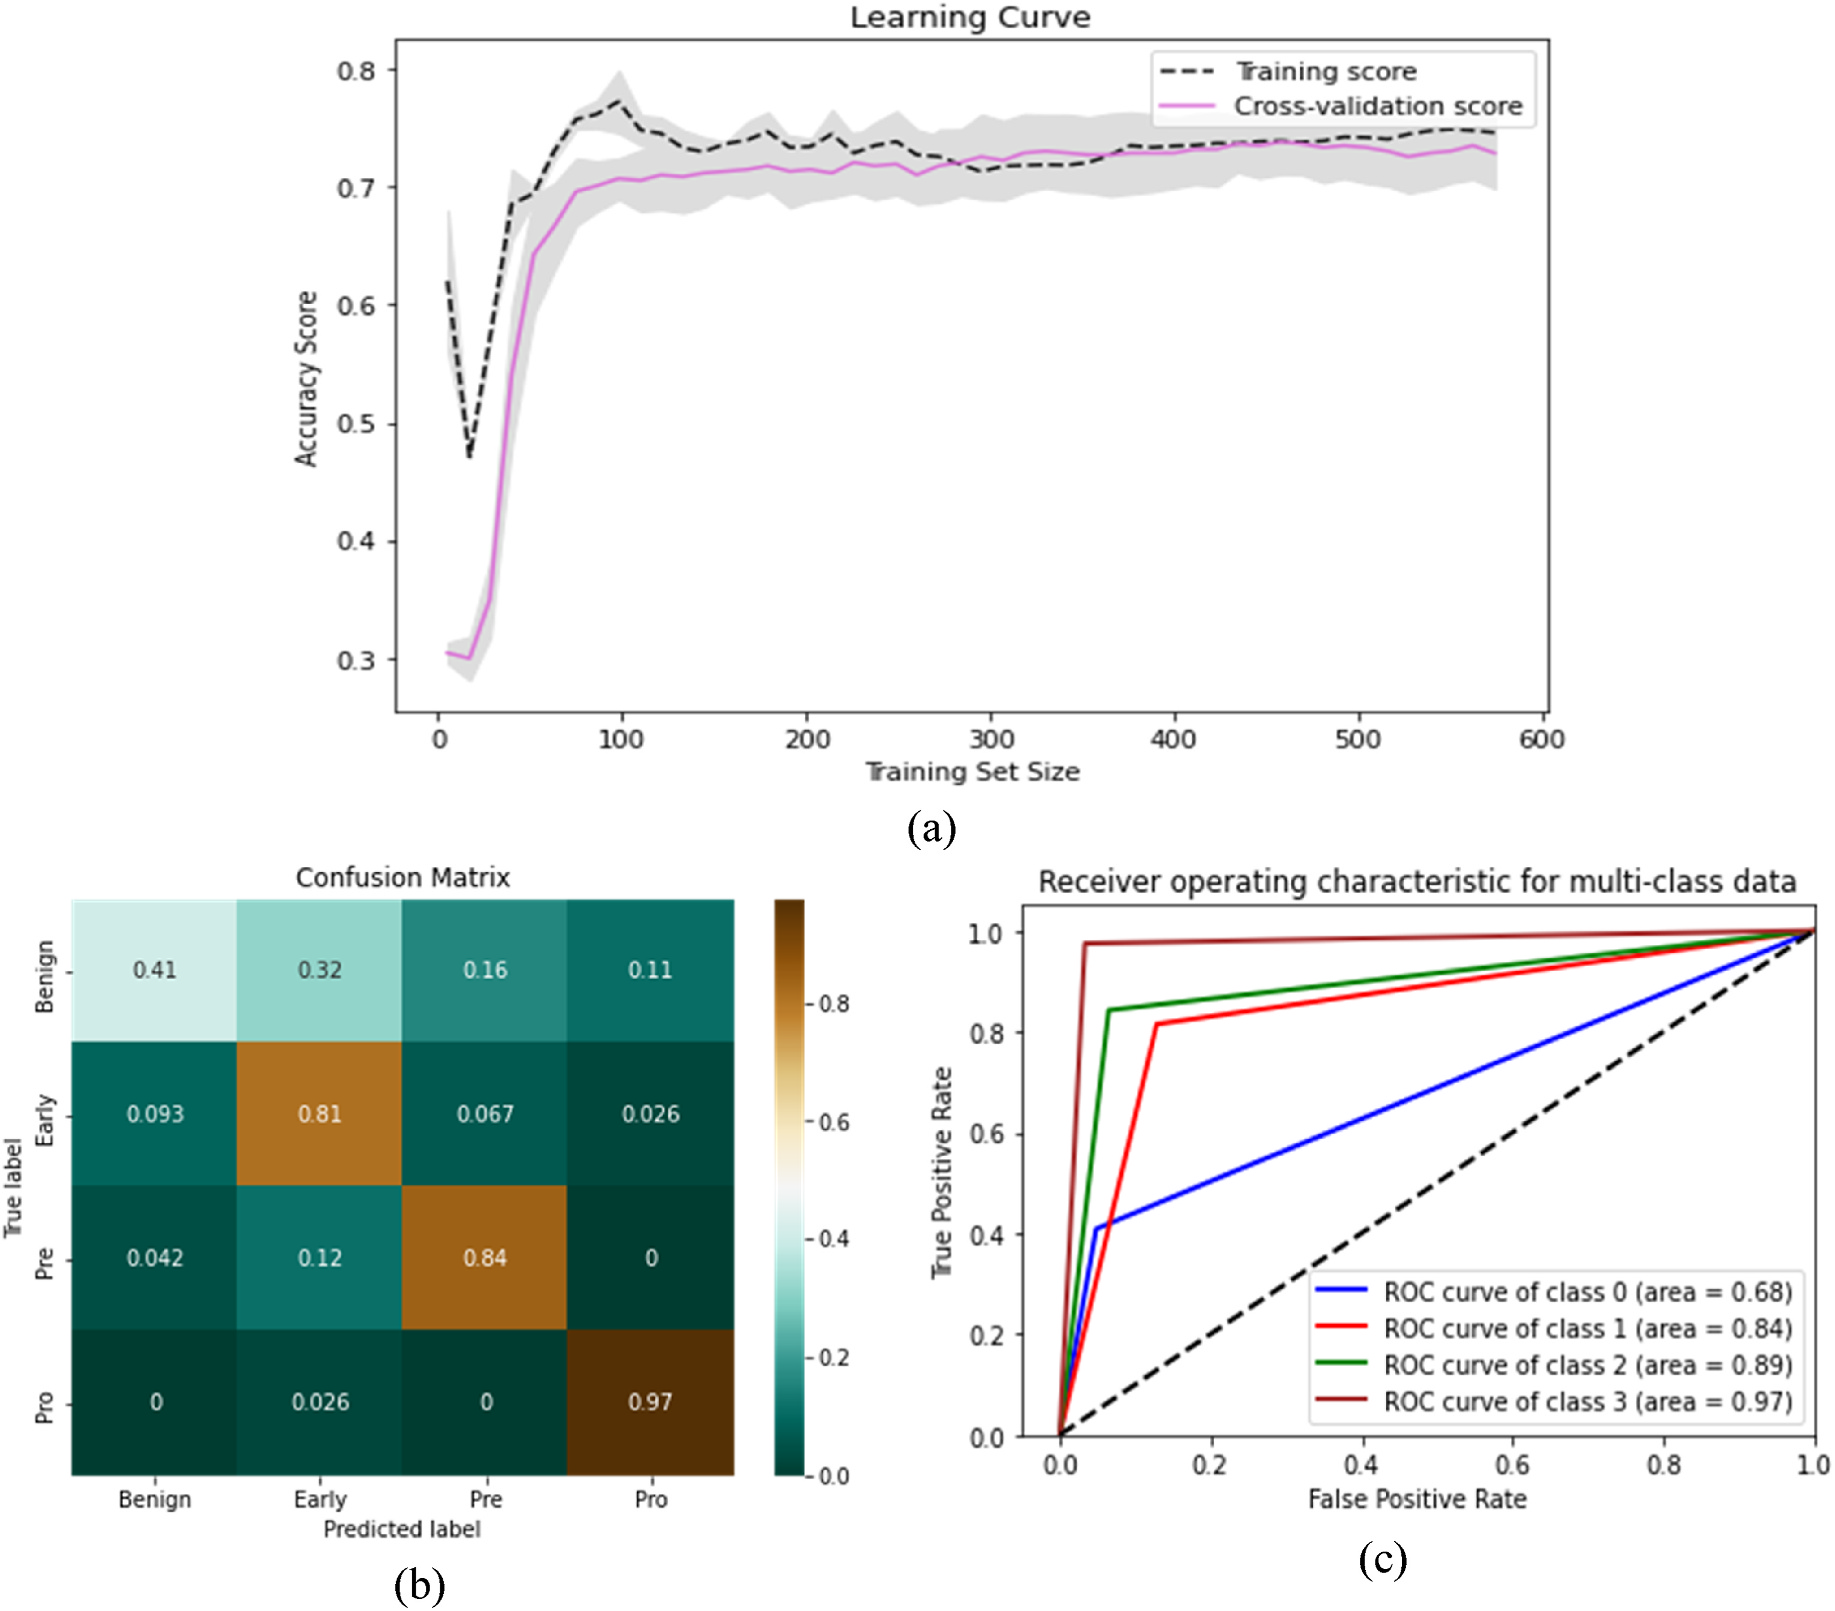 Learning Curve
0.8
0.7
0.6
0.5
0.4
0.3
Accuracy Score
Training score
Cross-validation score
0 100 200 300 400 500 600
Training Set Size
(a)
Confusion Matrix
True label
Benign 0.41 0.32 0.16 0.11
Early 0.093 0.81 0.067 0.026
Pre 0.042 0.12 0.84 0
Pro 0 0.026 0 0.97
Benign Early Pre Pro
Predicted label
0.8
0.6
0.4
0.2
0.0
(b)
Receiver operating characteristic for multi-class data
1.0
0.8
0.6
0.4
0.2
0.0
True Positive Rate
ROC curve of class 0 (area = 0.68)
ROC curve of class 1 (area = 0.84)
ROC curve of class 2 (area = 0.89)
ROC curve of class 3 (area = 0.97)
0.0 0.2 0.4 0.6 0.8 1.0
False Positive Rate
(c)